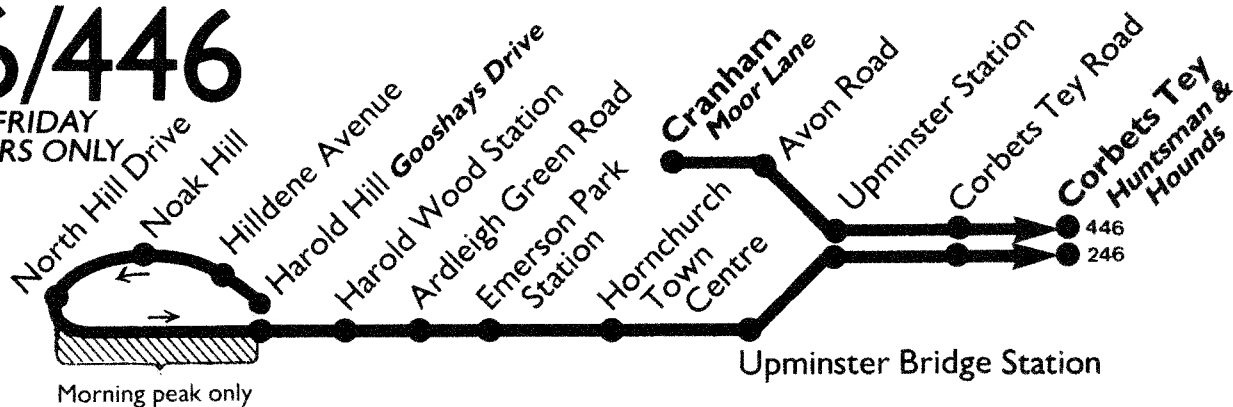 6/446
FRIDAY
RS ONLY
North Hill Drive
Noak Hill
Hilldene Avenue
Harold Hill Gooshays Drive
Harold Wood Station
Ardleigh Green Road
Emerson Park
Station
Hornchurch
Town
Centre
Cranham
Moor Lane
Avon Road
Upminster Station
Corbets Tey Road
Corbets Tey
Huntsman &
Hounds
446
246
Upminster Bridge Station
Morning peak only